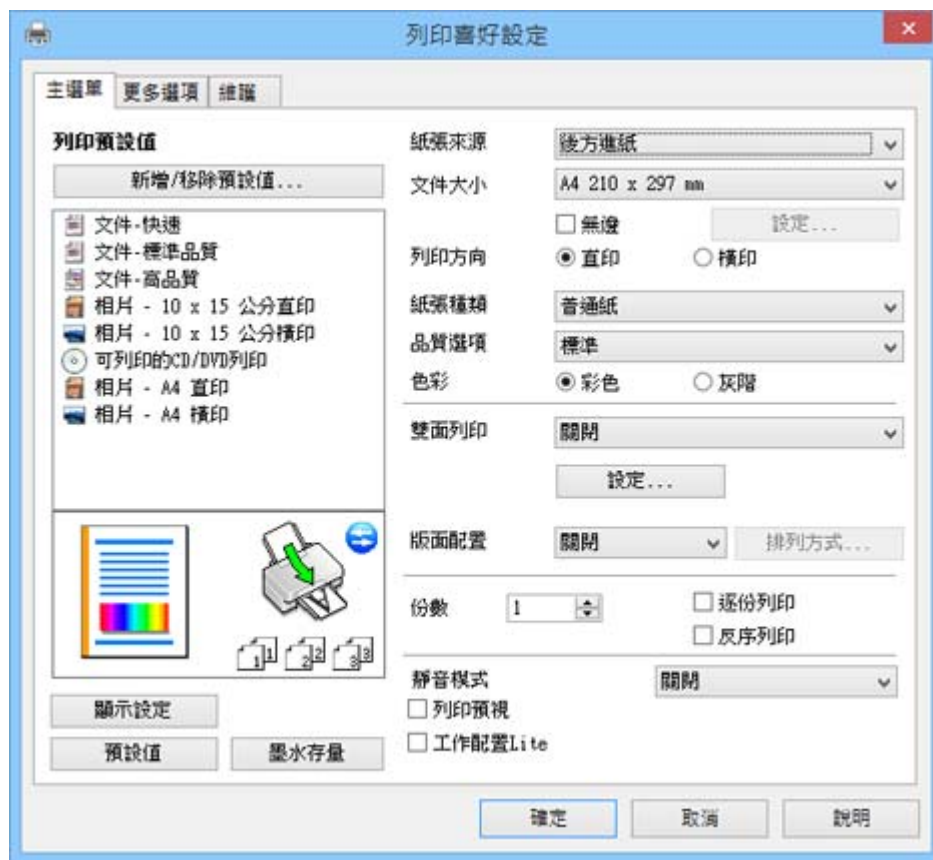 列印喜好設定
主選單 更多選項 維護
列印預設值
新增/移除預設值...
文件-快速
文件-標準品質
文件-高品質
相片 - 10 x 15 公分直印
相片 - 10 x 15 公分橫印
可列印的CD/DVD列印
相片 - A4 直印
相片 - A4 橫印
1 1 2 2 3 3
顯示設定
預設值 墨水存量
紙張來源 後方進紙
文件大小 A4 210 x 297 mm
無邊 設定...
列印方向 直印 橫印
紙張種類 普通紙
品質選項 標準
色彩 彩色 灰階
雙面列印 關閉
設定...
版面配置 關閉 排列方式...
份數 1 逐份列印
反序列印
靜音模式 關閉
列印預視
工作配置Lite
確定 取消 說明